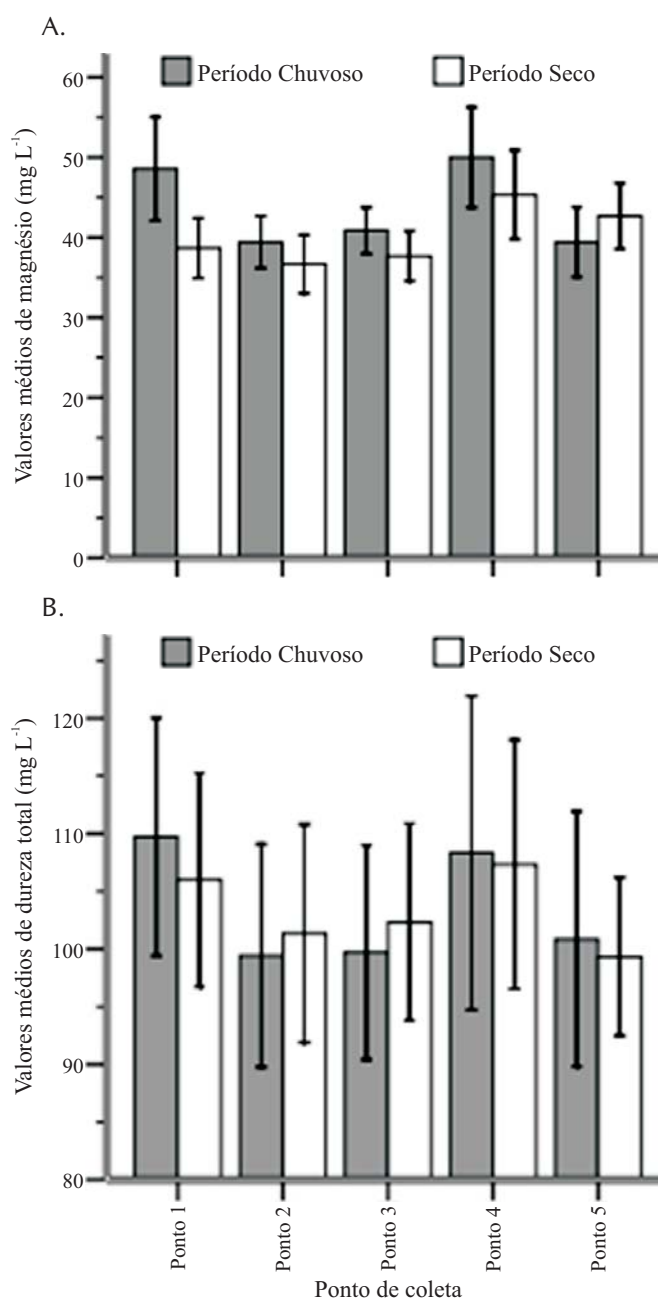 A.
Período Chuvoso Período Seco
Valores médios de magnésio (mg L⁻¹)
60
50
40
30
20
10
0
B.
Período Chuvoso Período Seco
Valores médios de dureza total (mg L⁻¹)
120
110
100
90
80
Ponto 1 Ponto 2 Ponto 3 Ponto 4 Ponto 5
Ponto de coleta